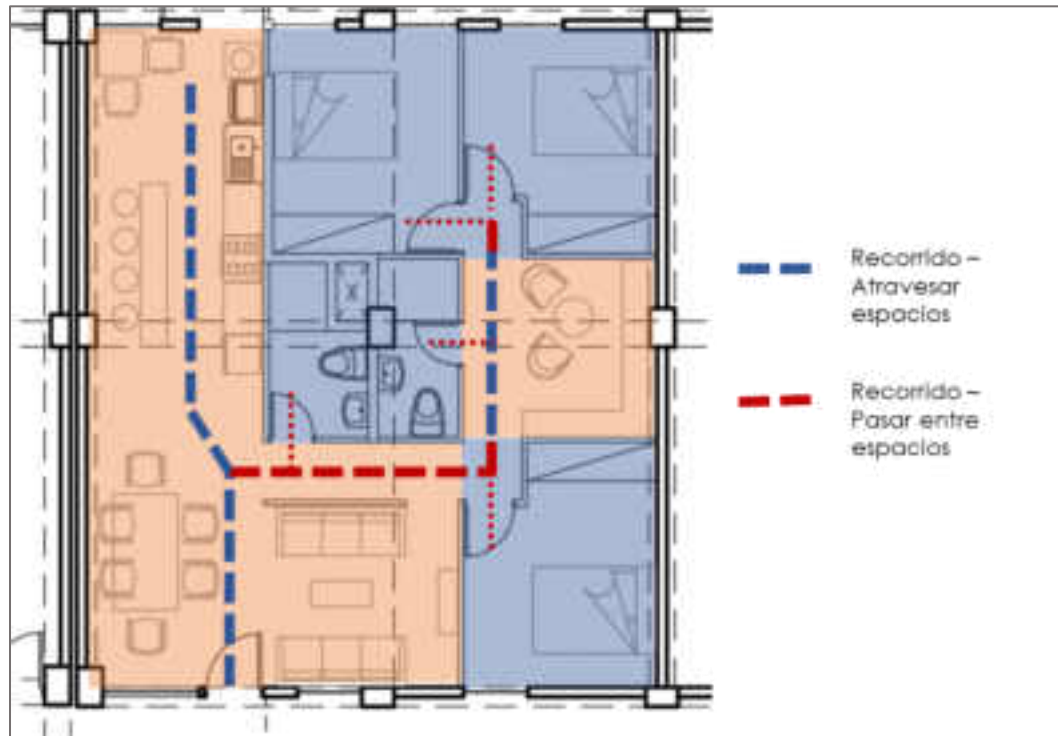 Recorrido –
Atravesar
espacios
Recorrido –
Pasar entre
espacios